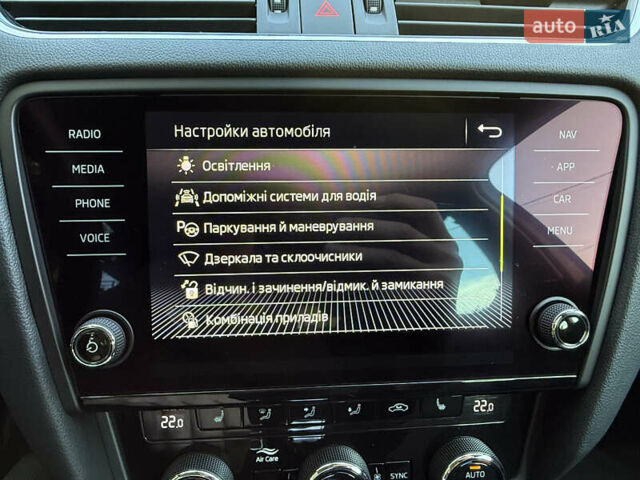 auto RIA
RADIO
MEDIA
PHONE
VOICE
Настройки автомобіля
Освітлення
Допоміжні системи для водія
Паркування й маневрування
Дзеркала та склоочисники
Відчин. і зачинення/відмик. й замикання
Комбінація приладів
NAV
APP
CAR
MENU
22.0
22.0
Air Care
SYNC
AUTO